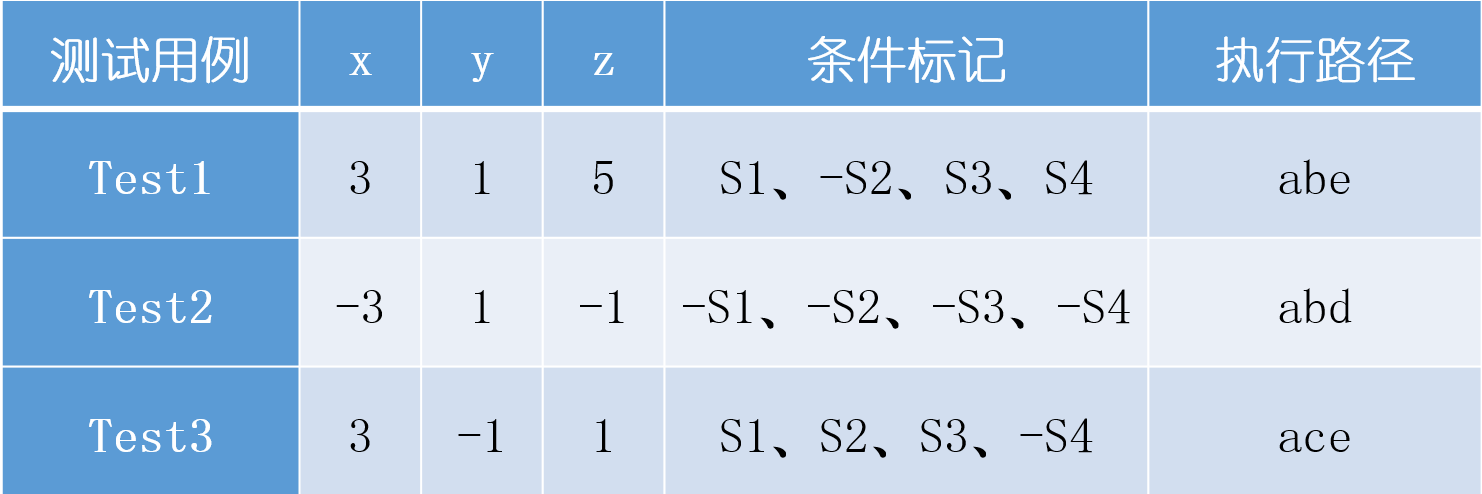 测试用例 x y z 条件标记 执行路径
Test1 3 1 5 S1、-S2、S3、S4 abe
Test2 -3 1 -1 -S1、-S2、-S3、-S4 abd
Test3 3 -1 1 S1、S2、S3、-S4 ace